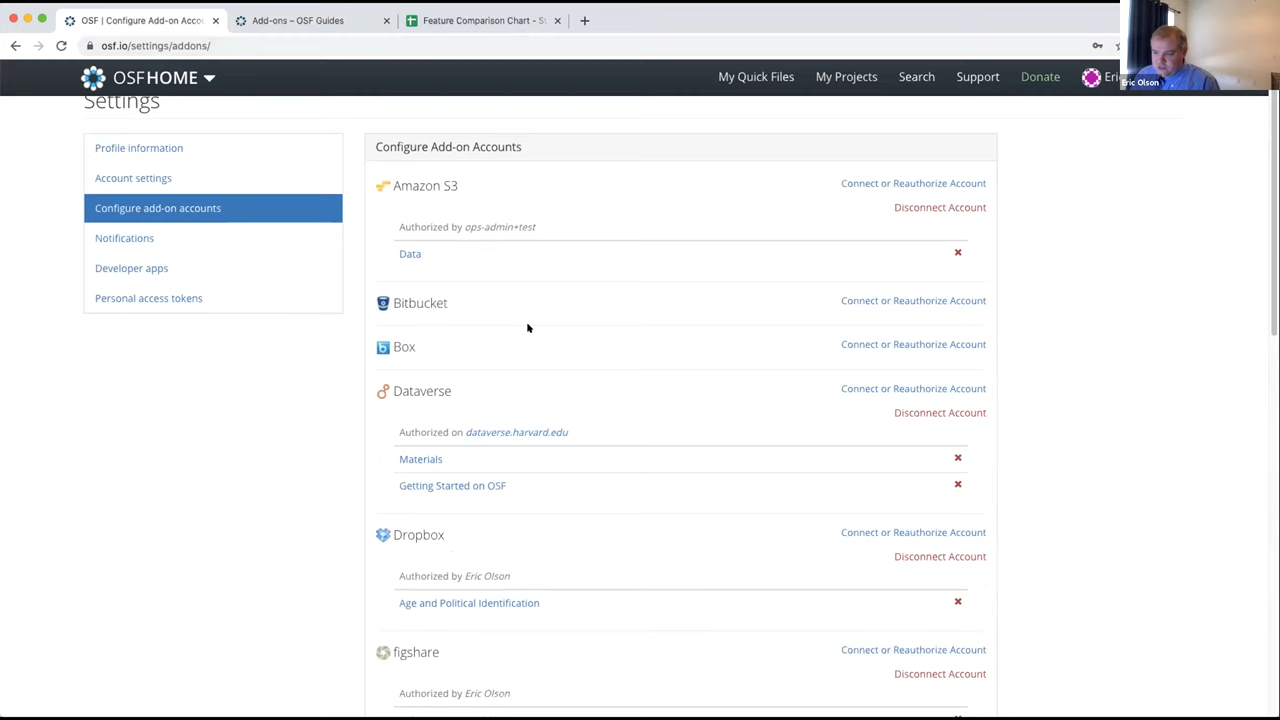 OSF | Configure Add-on Accou
Add-ons – OSF Guides
Feature Comparison Chart - S
osf.io/settings/addons/
Eric Olson
OSFHOME
My Quick Files
My Projects
Search
Support
Donate
Eri
Settings
Profile information
Account settings
Configure add-on accounts
Notifications
Developer apps
Personal access tokens
Configure Add-on Accounts
Amazon S3
Connect or Reauthorize Account
Disconnect Account
Authorized by ops-admin+test
Data
Bitbucket
Connect or Reauthorize Account
Box
Connect or Reauthorize Account
Dataverse
Connect or Reauthorize Account
Disconnect Account
Authorized on dataverse.harvard.edu
Materials
Getting Started on OSF
Dropbox
Connect or Reauthorize Account
Disconnect Account
Authorized by Eric Olson
Age and Political Identification
figshare
Connect or Reauthorize Account
Disconnect Account
Authorized by Eric Olson